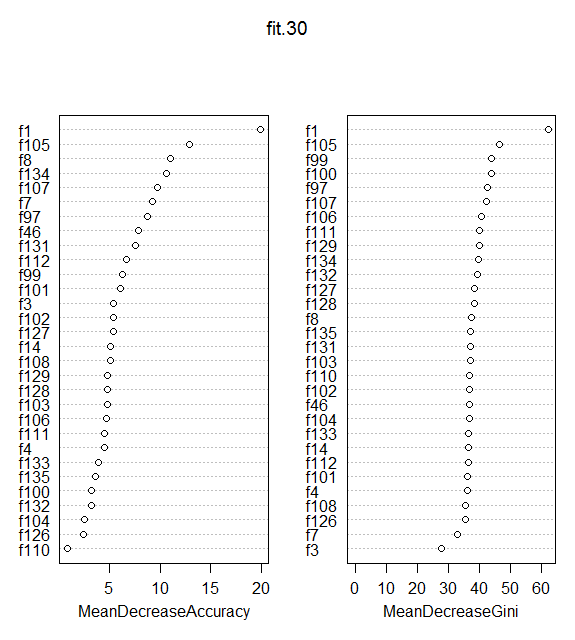 fit.30
f1
f105
f8
f134
f107
f7
f97
f46
f131
f112
f99
f101
f3
f102
f127
f14
f108
f129
f128
f103
f106
f111
f4
f133
f135
f100
f132
f104
f126
f110
5 10 15 20
MeanDecreaseAccuracy
f1
f105
f99
f100
f97
f107
f106
f111
f129
f134
f132
f127
f128
f8
f135
f131
f103
f110
f102
f46
f104
f133
f14
f112
f101
f4
f108
f126
f7
f3
0 10 20 30 40 50 60
MeanDecreaseGini